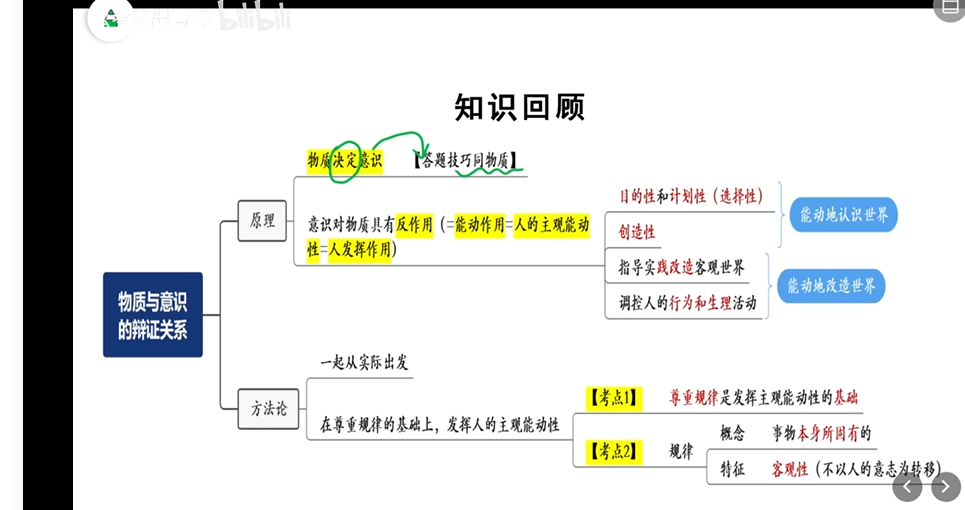 bilibili
知识回顾
物质决定意识 【答题技巧同物质】
目的性和计划性（选择性）
能动地认识世界
原理
意识对物质具有反作用（=能动作用=人的主观能动
性=人发挥作用）
创造性
指导实践改造客观世界
能动地改造世界
调控人的行为和生理活动
物质与意识
的辩证关系
一起从实际出发
方法论
在尊重规律的基础上，发挥人的主观能动性
【考点1】 尊重规律是发挥主观能动性的基础
【考点2】 规律
概念 事物本身所固有的
特征 客观性（不以人的意志为转移）